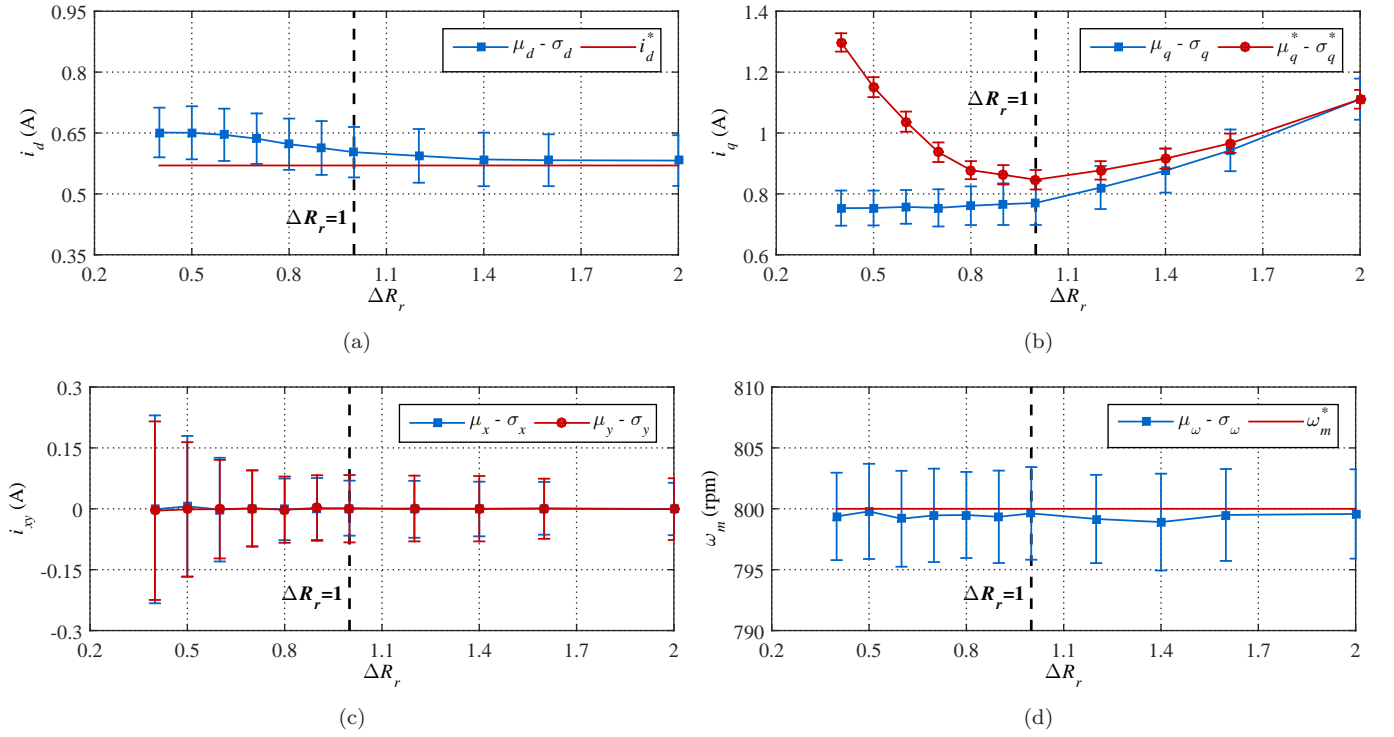 0.95
0.8
0.65
0.5
0.35
i_d (A)
μ_d - σ_d
i_d^*
ΔR_r=1
0.2 0.5 0.8 1.1 1.4 1.7 2
ΔR_r
(a)
1.4
1.2
1
0.8
0.6
i_q (A)
μ_q - σ_q
μ_q^* - σ_q^*
ΔR_r=1
0.2 0.5 0.8 1.1 1.4 1.7 2
ΔR_r
(b)
0.3
0.15
0
-0.15
-0.3
i_xy (A)
μ_x - σ_x
μ_y - σ_y
ΔR_r=1
0.2 0.5 0.8 1.1 1.4 1.7 2
ΔR_r
(c)
810
805
800
795
790
ω_m (rpm)
μ_ω - σ_ω
ω_m^*
ΔR_r=1
0.2 0.5 0.8 1.1 1.4 1.7 2
ΔR_r
(d)